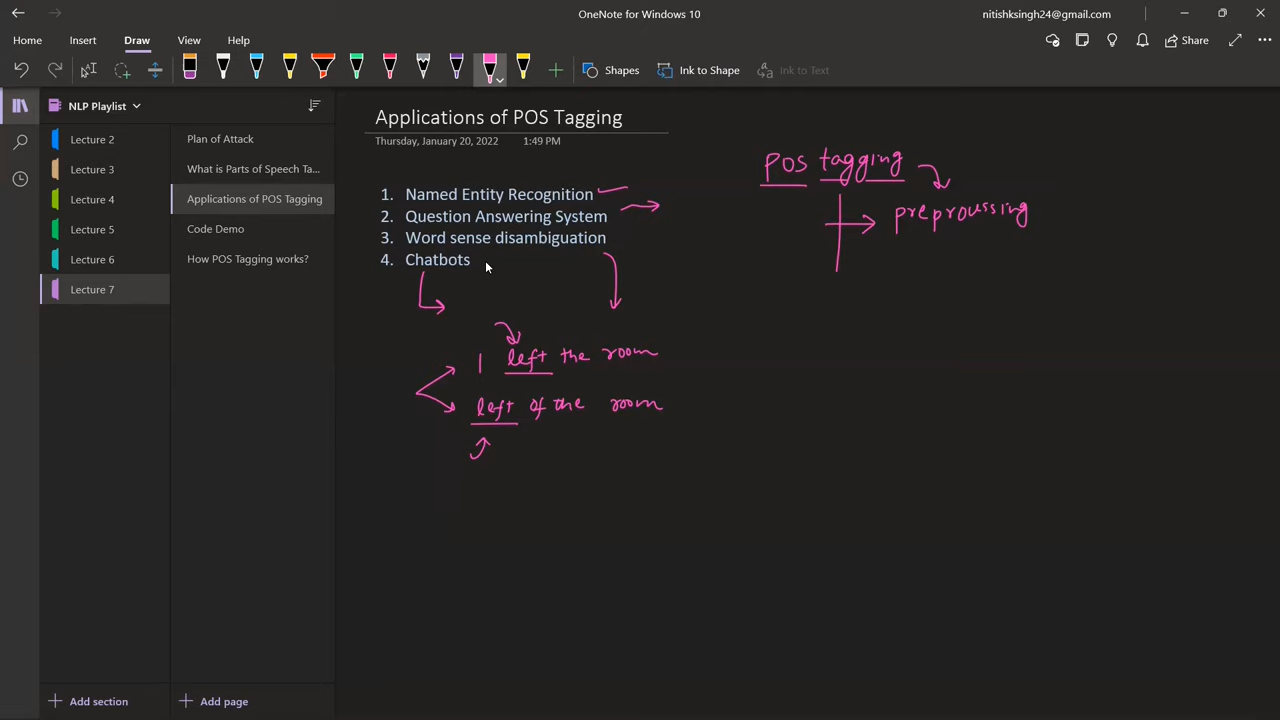 OneNote for Windows 10
nitishksingh24@gmail.com
Home Insert Draw View Help
Shapes Ink to Shape Ink to Text Share
NLP Playlist
Lecture 2
Lecture 3
Lecture 4
Lecture 5
Lecture 6
Lecture 7
Plan of Attack
What is Parts of Speech Ta...
Applications of POS Tagging
Code Demo
How POS Tagging works?
Add section
Add page
Applications of POS Tagging
Thursday, January 20, 2022 1:49 PM
1. Named Entity Recognition
2. Question Answering System
3. Word sense disambiguation
4. Chatbots
I left the room
left of the room
POS tagging
preprocessing